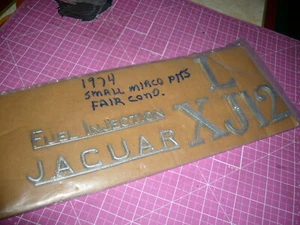 1974
SMALL MIRCO PITS
FAIR COND.
L
FUEL INJECTION
XJ12
JAGUAR